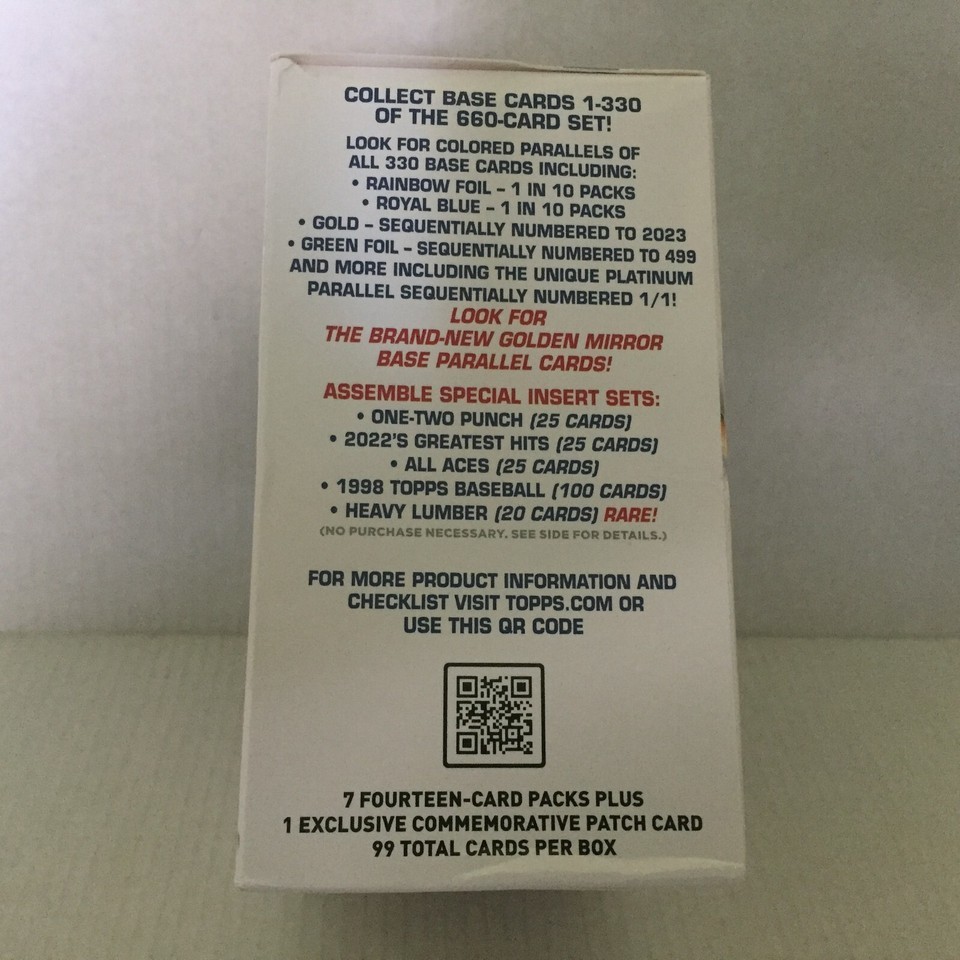 COLLECT BASE CARDS 1-330
OF THE 660-CARD SET!
LOOK FOR COLORED PARALLELS OF
ALL 330 BASE CARDS INCLUDING:
• RAINBOW FOIL – 1 IN 10 PACKS
• ROYAL BLUE – 1 IN 10 PACKS
• GOLD – SEQUENTIALLY NUMBERED TO 2023
• GREEN FOIL – SEQUENTIALLY NUMBERED TO 499
AND MORE INCLUDING THE UNIQUE PLATINUM
PARALLEL SEQUENTIALLY NUMBERED 1/1!
LOOK FOR
THE BRAND-NEW GOLDEN MIRROR
BASE PARALLEL CARDS!
ASSEMBLE SPECIAL INSERT SETS:
• ONE-TWO PUNCH (25 CARDS)
• 2022'S GREATEST HITS (25 CARDS)
• ALL ACES (25 CARDS)
• 1998 TOPPS BASEBALL (100 CARDS)
• HEAVY LUMBER (20 CARDS) RARE!
(NO PURCHASE NECESSARY. SEE SIDE FOR DETAILS.)
FOR MORE PRODUCT INFORMATION AND
CHECKLIST VISIT TOPPS.COM OR
USE THIS QR CODE
7 FOURTEEN-CARD PACKS PLUS
1 EXCLUSIVE COMMEMORATIVE PATCH CARD
99 TOTAL CARDS PER BOX